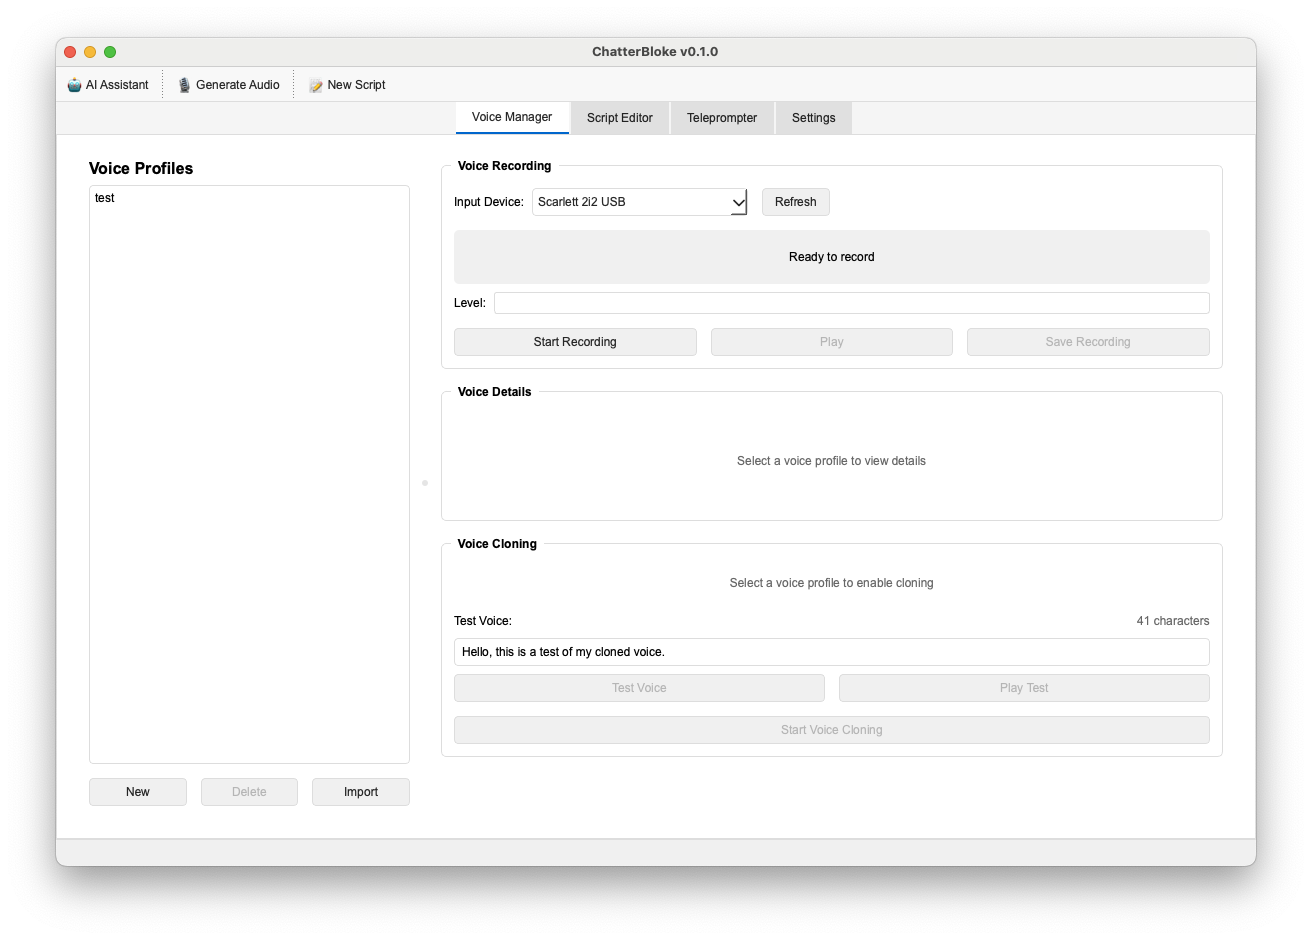 ChatterBloke v0.1.0
AI Assistant
Generate Audio
New Script
Voice Manager
Script Editor
Teleprompter
Settings
Voice Profiles
test
New
Delete
Import
Voice Recording
Input Device:
Scarlett 2i2 USB
Refresh
Ready to record
Level:
Start Recording
Play
Save Recording
Voice Details
Select a voice profile to view details
Voice Cloning
Select a voice profile to enable cloning
Test Voice:
41 characters
Hello, this is a test of my cloned voice.
Test Voice
Play Test
Start Voice Cloning